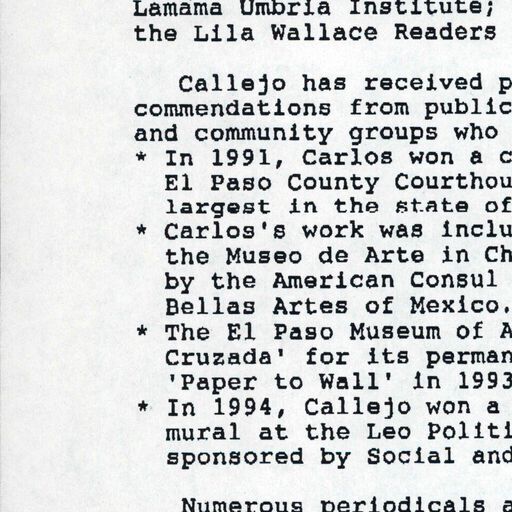 Lamama Umbria Institute;
the Lila Wallace Readers
Callejo has received p
commendations from public
and community groups who
* In 1991, Carlos won a c
El Paso County Courthou
largest in the state of
* Carlos's work was inclu
the Museo de Arte in Ch
by the American Consul
Bellas Artes of Mexico.
* The El Paso Museum of A
Cruzada' for its perman
'Paper to Wall' in 1993
* In 1994, Callejo won a
mural at the Leo Politi
sponsored by Social and
Numerous periodicals a